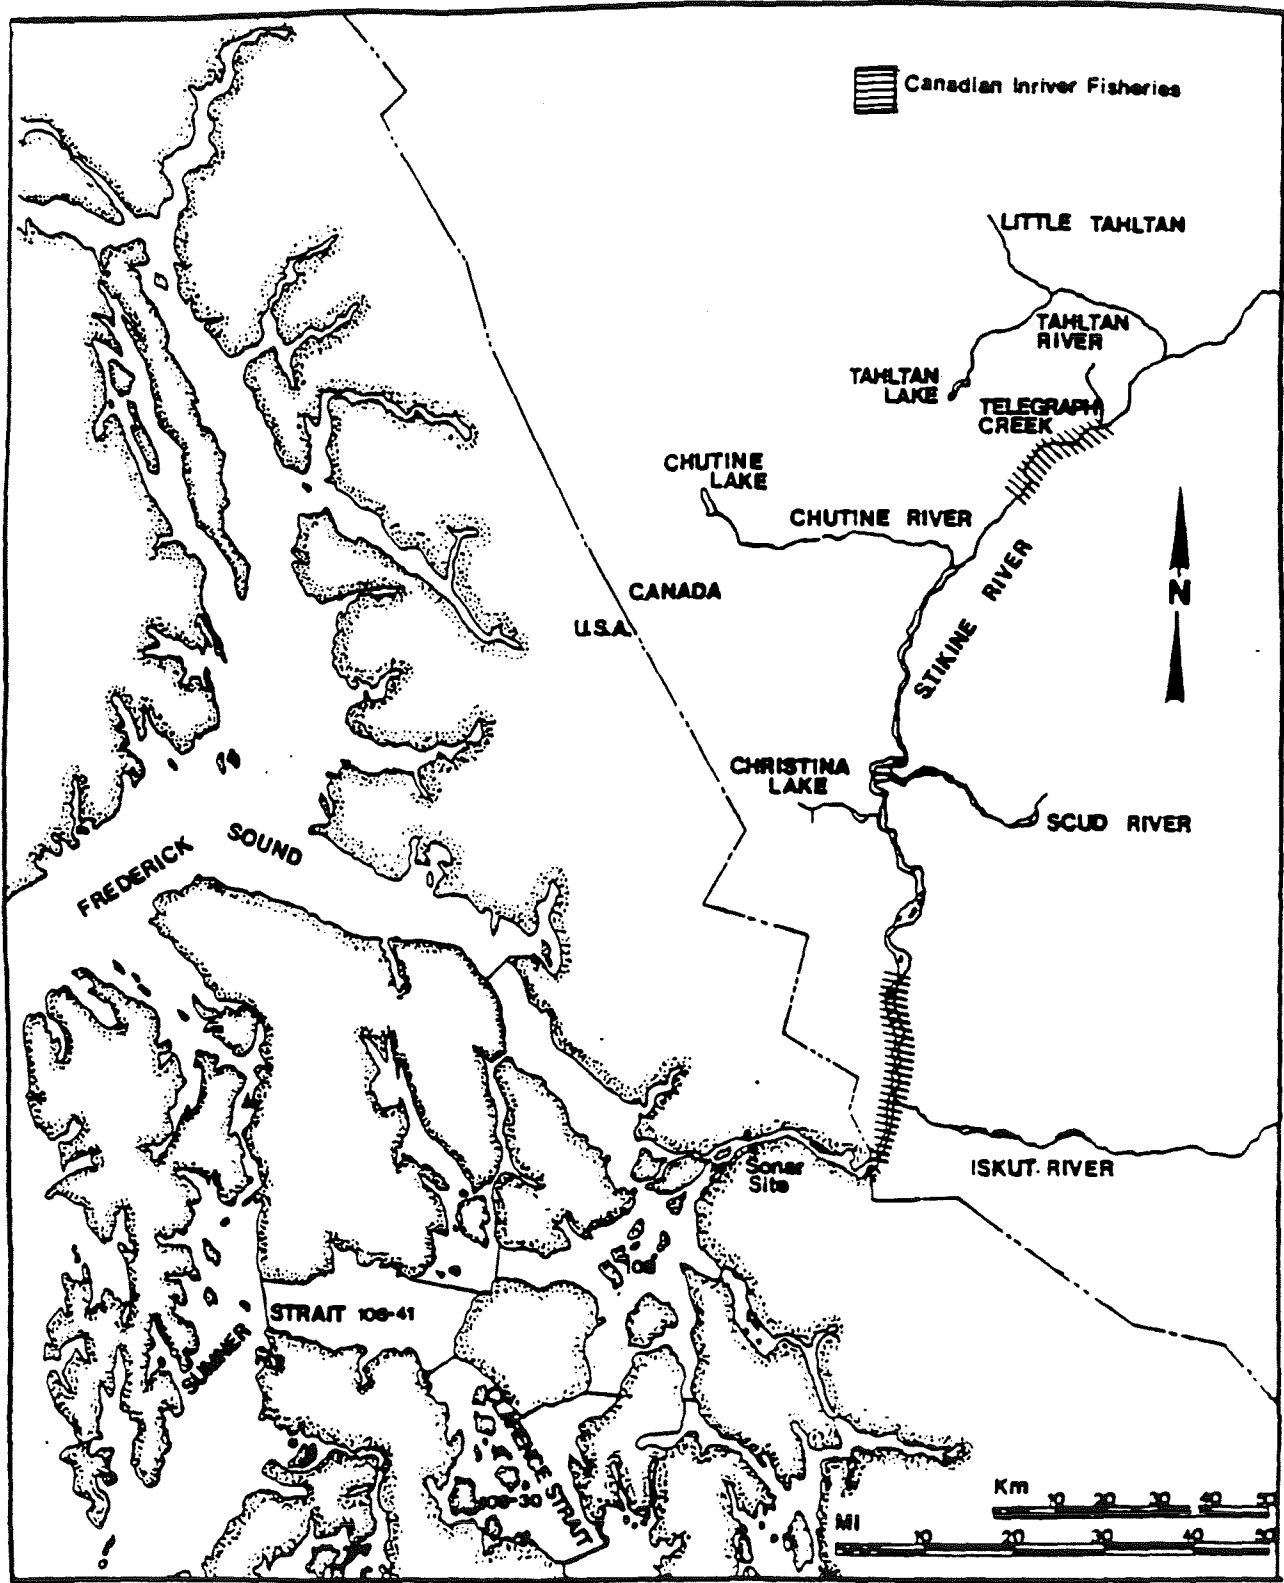 Canadian Inriver Fisheries
LITTLE TAHLTAN
TAHLTAN
RIVER
TAHLTAN
LAKE
TELEGRAPH
CREEK
CHUTINE
LAKE
CHUTINE RIVER
STIKINE RIVER
N
CANADA
U.S.A.
CHRISTINA
LAKE
SCUD RIVER
FREDERICK SOUND
Sonar
Site
ISKUT RIVER
108
STRAIT 106-41
SUMNER
STRAIT
Km
10 20 30 40 50
MI
10 20 30 40 50